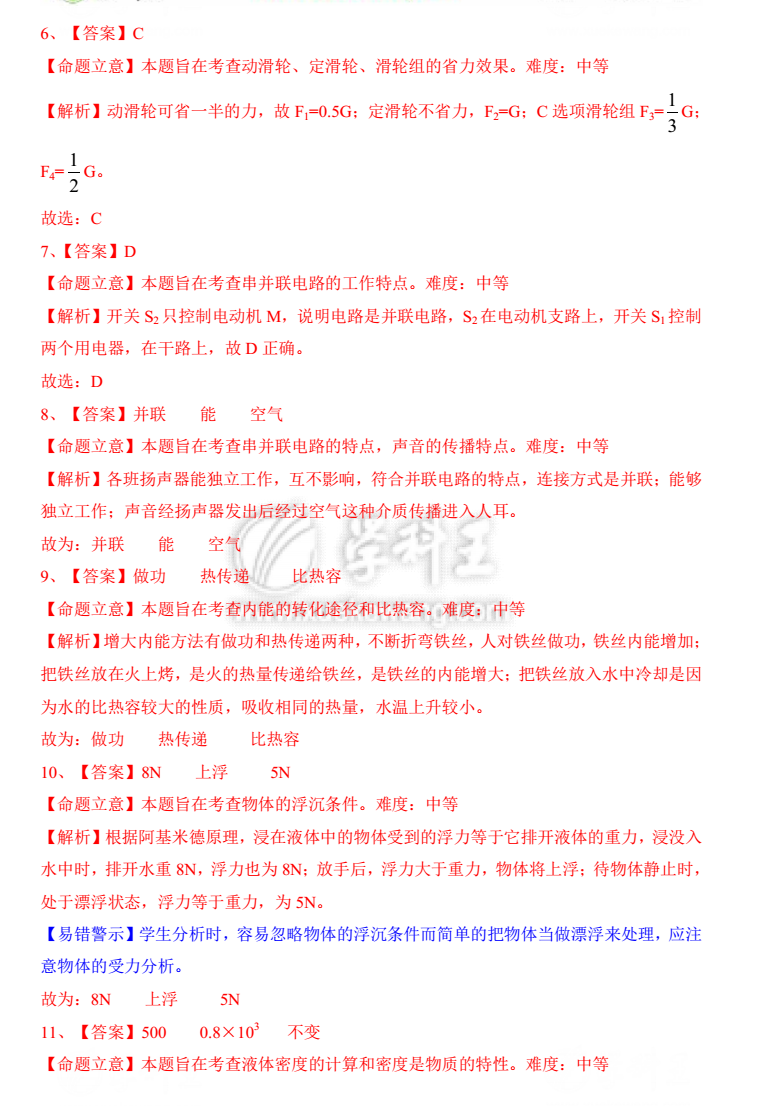 6、【答案】C
【命题立意】本题旨在考查动滑轮、定滑轮、滑轮组的省力效果。难度：中等
【解析】动滑轮可省一半的力，故 F₁=0.5G；定滑轮不省力，F₂=G；C 选项滑轮组 F₃=1/3 G；
F₄=1/2 G。
故选：C
7、【答案】D
【命题立意】本题旨在考查串并联电路的工作特点。难度：中等
【解析】开关 S₂ 只控制电动机 M，说明电路是并联电路，S₂ 在电动机支路上，开关 S₁ 控制
两个用电器，在干路上，故 D 正确。
故选：D
8、【答案】并联 能 空气
【命题立意】本题旨在考查串并联电路的特点，声音的传播特点。难度：中等
【解析】各班扬声器能独立工作，互不影响，符合并联电路的特点，连接方式是并联；能够
独立工作；声音经扬声器发出后经过空气这种介质传播进入人耳。
故为：并联 能 空气
学科王
9、【答案】做功 热传递 比热容
【命题立意】本题旨在考查内能的转化途径和比热容。难度：中等
【解析】增大内能方法有做功和热传递两种，不断折弯铁丝，人对铁丝做功，铁丝内能增加；
把铁丝放在火上烤，是火的热量传递给铁丝，是铁丝的内能增大；把铁丝放入水中冷却是因
为水的比热容较大的性质，吸收相同的热量，水温上升较小。
故为：做功 热传递 比热容
10、【答案】8N 上浮 5N
【命题立意】本题旨在考查物体的浮沉条件。难度：中等
【解析】根据阿基米德原理，浸在液体中的物体受到的浮力等于它排开液体的重力，浸没入
水中时，排开水重 8N，浮力也为 8N；放手后，浮力大于重力，物体将上浮；待物体静止时，
处于漂浮状态，浮力等于重力，为 5N。
【易错警示】学生分析时，容易忽略物体的浮沉条件而简单的把物体当做漂浮来处理，应注
意物体的受力分析。
故为：8N 上浮 5N
11、【答案】500 0.8×10³ 不变
【命题立意】本题旨在考查液体密度的计算和密度是物质的特性。难度：中等